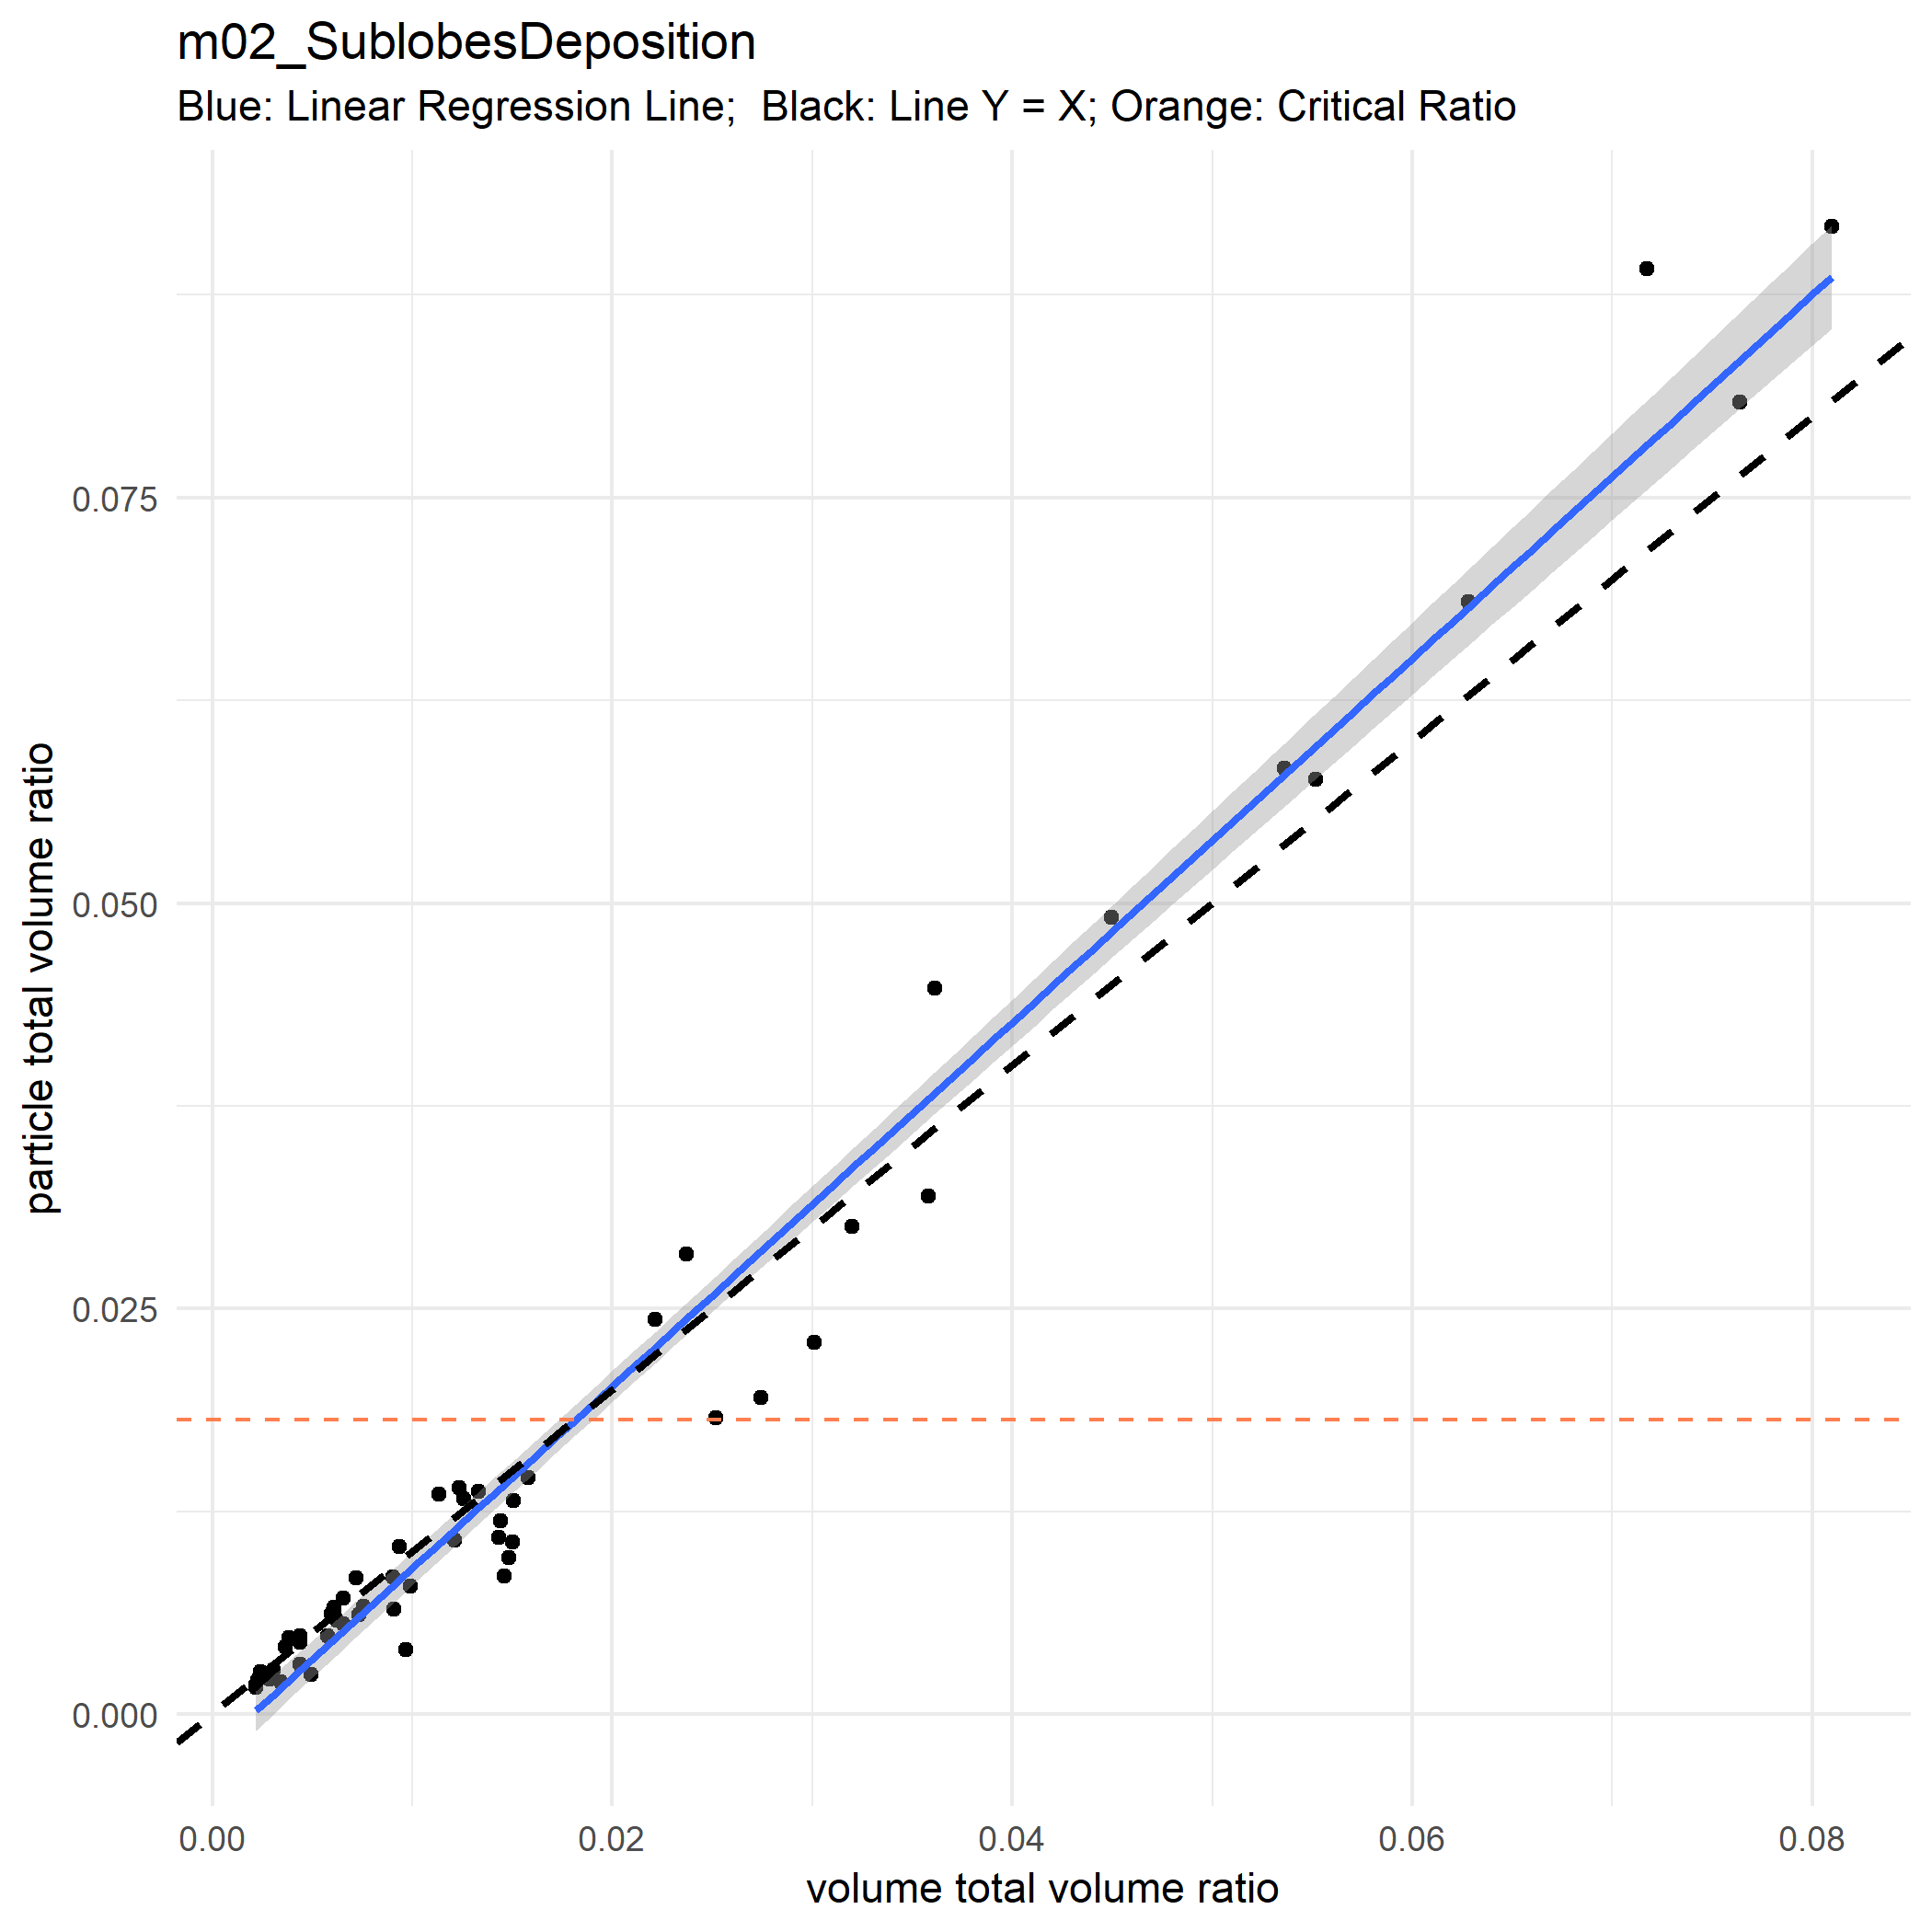 m02_SublobesDeposition
Blue: Linear Regression Line;  Black: Line Y = X; Orange: Critical Ratio
particle total volume ratio
0.075
0.050
0.025
0.000
0.00
0.02
0.04
0.06
0.08
volume total volume ratio